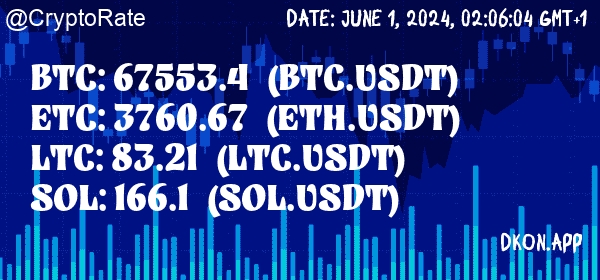 @CryptoRate
DATE: JUNE 1, 2024, 02:06:04 GMT+1
BTC: 67553.4 (BTC.USDT)
ETC: 3760.67 (ETH.USDT)
LTC: 83.21 (LTC.USDT)
SOL: 166.1 (SOL.USDT)
DKON.APP